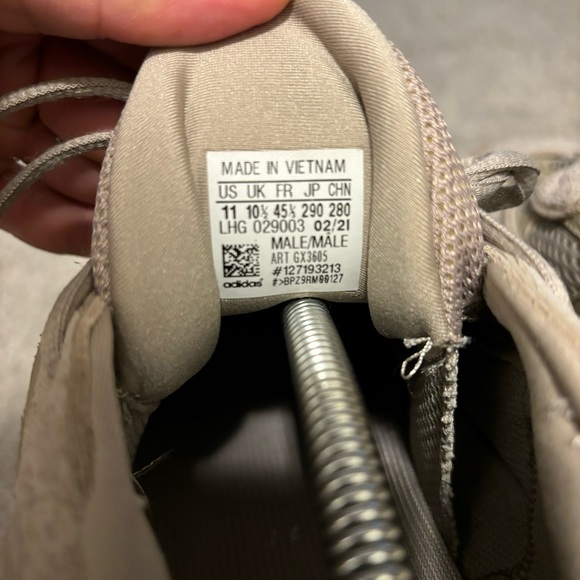 MADE IN VIETNAM
US UK FR JP CHN
11 10½ 45⅓ 290 280
LHG 029003 02/21
MALE/MÂLE
ART GX3605
#127193213
adidas #>BPZ9RM00127